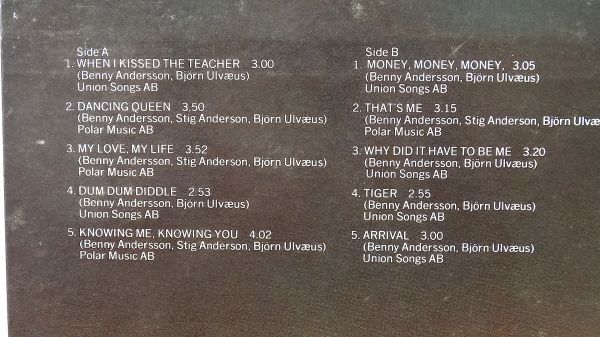 Side A
1. WHEN I KISSED THE TEACHER 3.00
(Benny Andersson, Björn Ulvæus)
Union Songs AB
2. DANCING QUEEN 3.50
(Benny Andersson, Stig Anderson, Björn Ulvæus)
Polar Music AB
3. MY LOVE, MY LIFE 3.52
(Benny Andersson, Stig Anderson, Björn Ulvæus)
Polar Music AB
4. DUM DUM DIDDLE 2.53
(Benny Andersson, Björn Ulvæus)
Union Songs AB
5. KNOWING ME, KNOWING YOU 4.02
(Benny Andersson, Stig Anderson, Björn Ulvæus)
Polar Music AB
Side B
1. MONEY, MONEY, MONEY, 3.05
(Benny Andersson, Björn Ulvæus)
Union Songs AB
2. THAT'S ME 3.15
(Benny Andersson, Stig Anderson, Björn Ulvæ
Polar Music AB
3. WHY DID IT HAVE TO BE ME 3.20
(Benny Andersson, Björn Ulvæus)
Union Songs AB
4. TIGER 2.55
(Benny Andersson, Björn Ulvæus)
Union Songs AB
5. ARRIVAL 3.00
(Benny Andersson, Björn Ulvæus)
Union Songs AB